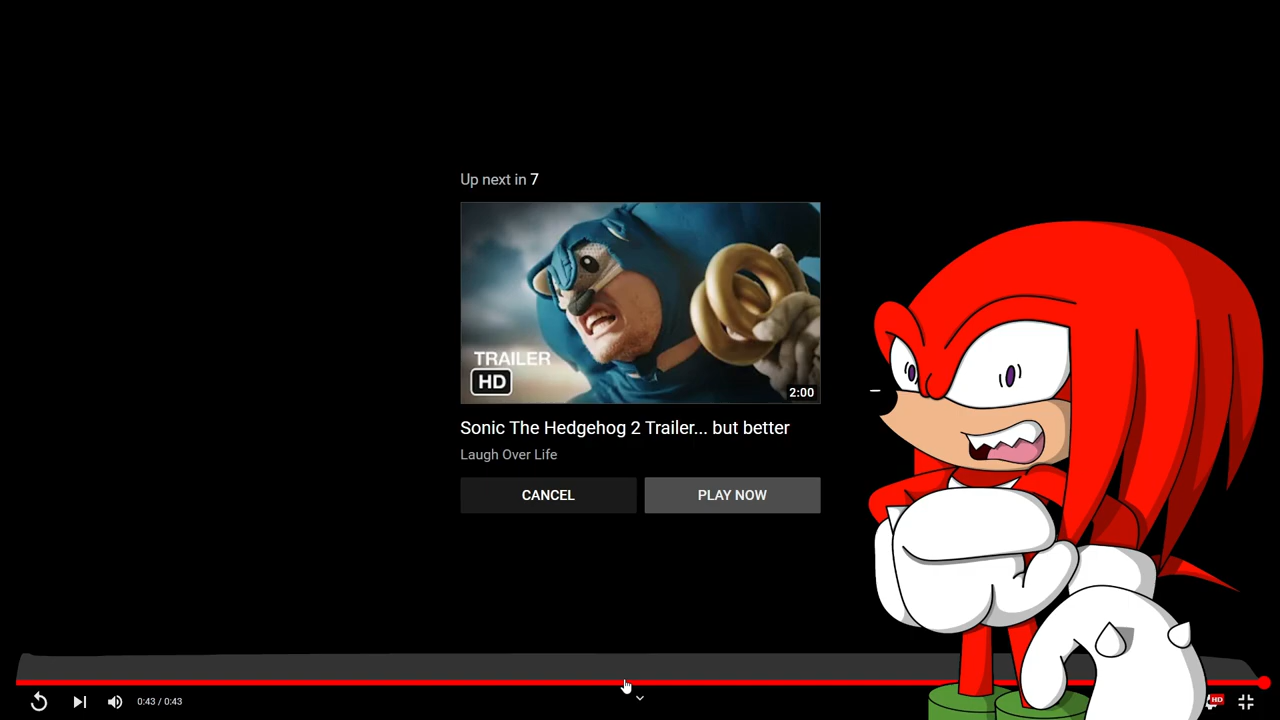 Up next in 7
TRAILER
HD
2:00
Sonic The Hedgehog 2 Trailer... but better
Laugh Over Life
CANCEL
PLAY NOW
0:43 / 0:43
HD